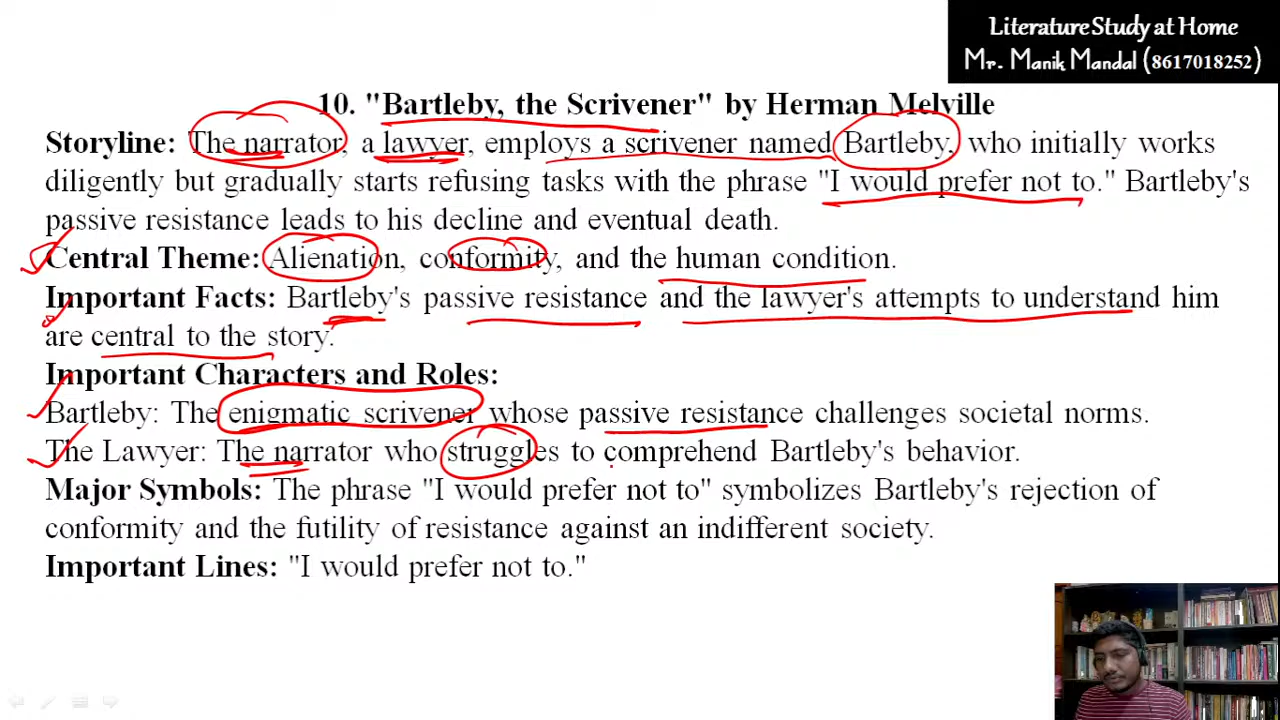 Literature Study at Home
Mr. Manik Mandal (8617018252)
10. "Bartleby, the Scrivener" by Herman Melville
Storyline: The narrator, a lawyer, employs a scrivener named Bartleby, who initially works
diligently but gradually starts refusing tasks with the phrase "I would prefer not to." Bartleby's
passive resistance leads to his decline and eventual death.
Central Theme: Alienation, conformity, and the human condition.
Important Facts: Bartleby's passive resistance and the lawyer's attempts to understand him
are central to the story.
Important Characters and Roles:
Bartleby: The enigmatic scrivener whose passive resistance challenges societal norms.
The Lawyer: The narrator who struggles to comprehend Bartleby's behavior.
Major Symbols: The phrase "I would prefer not to" symbolizes Bartleby's rejection of
conformity and the futility of resistance against an indifferent society.
Important Lines: "I would prefer not to."